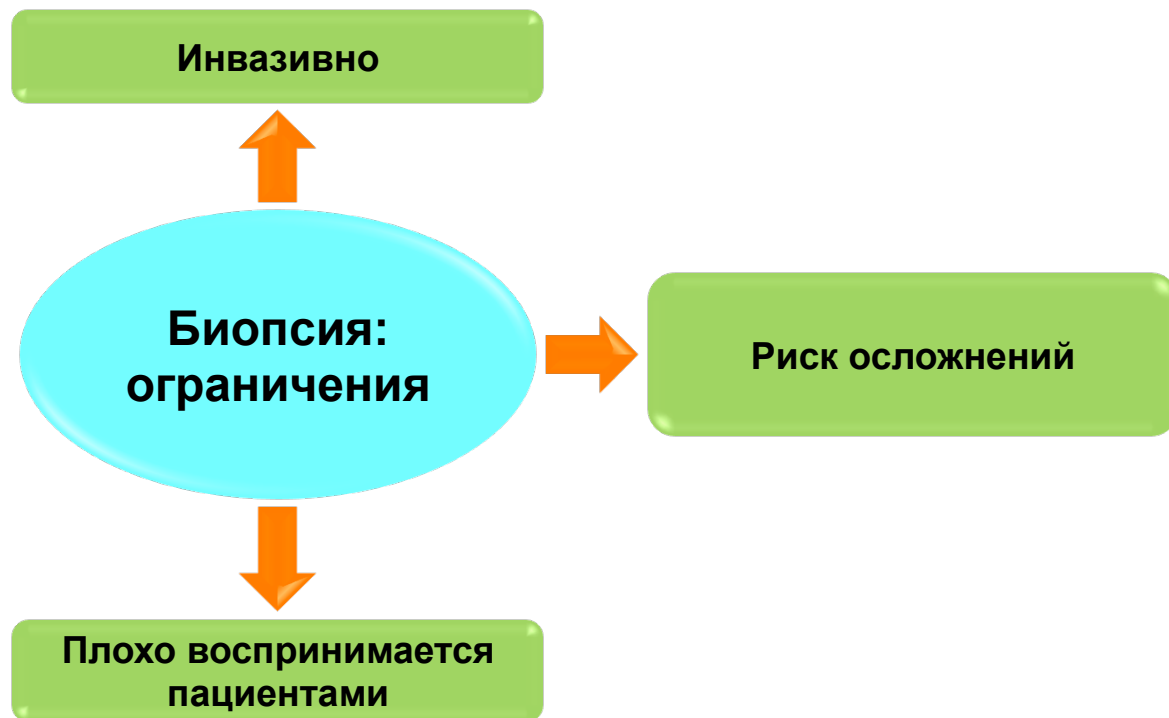 Инвазивно
Биопсия:
ограничения
Риск осложнений
Плохо воспринимается
пациентами